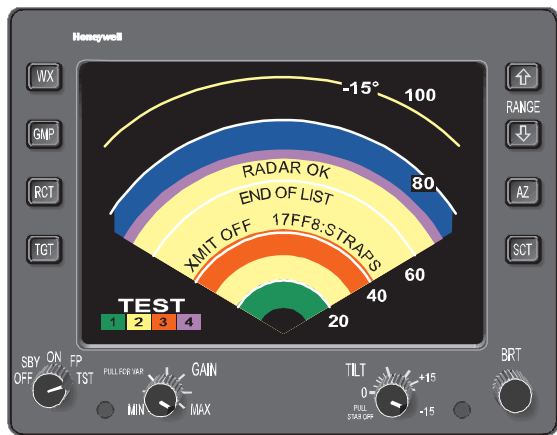 Honeywell
WX
GMP
RCT
TGT
-15° 100
RADAR OK
80
END OF LIST
XMIT OFF 17FF8:STRAPS
60
40
20
TEST
1 2 3 4
RANGE
AZ
SCT
OFF SBY ON FP TST
PULL FOR VAR
GAIN
MIN MAX
TILT
0 +15
-15
PULL
STAB OFF
BRT